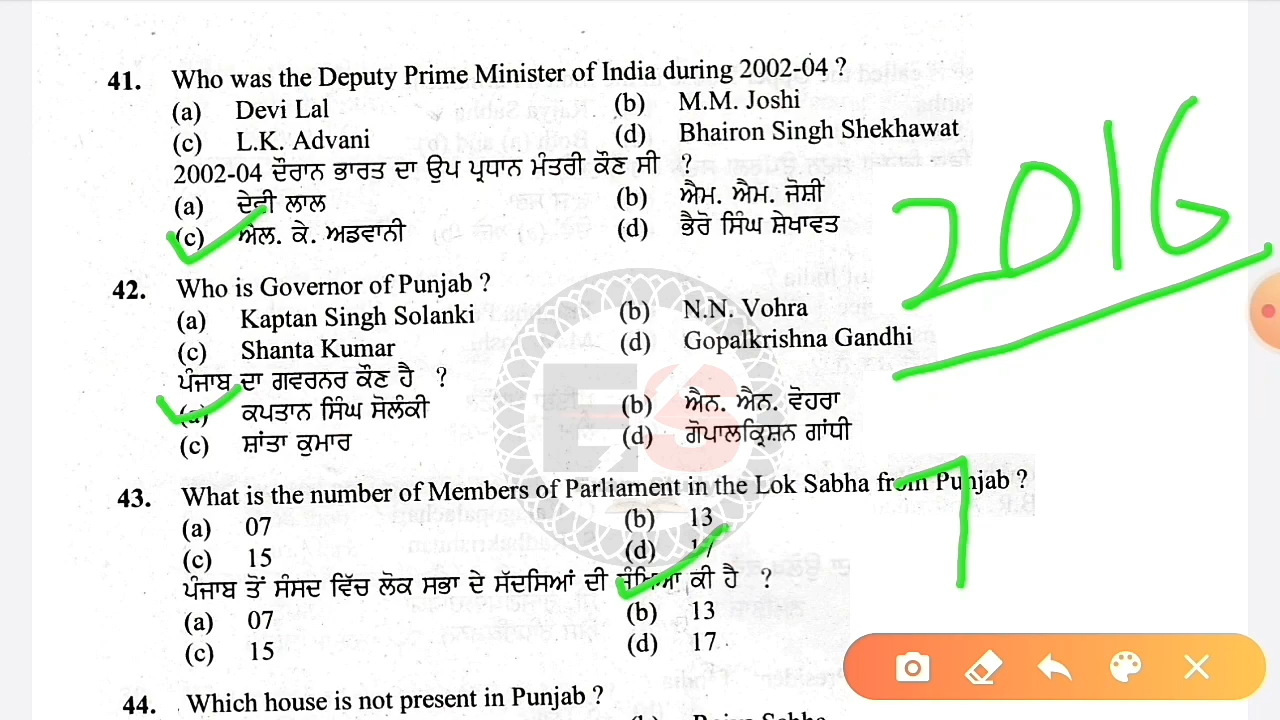 41. Who was the Deputy Prime Minister of India during 2002-04 ?
(a) Devi Lal (b) M.M. Joshi
(c) L.K. Advani (d) Bhairon Singh Shekhawat
2002-04 ਦੌਰਾਨ ਭਾਰਤ ਦਾ ਉਪ ਪ੍ਰਧਾਨ ਮੰਤਰੀ ਕੌਣ ਸੀ ?
(a) ਦੇਵੀ ਲਾਲ (b) ਐਮ. ਐਮ. ਜੋਸ਼ੀ
(c) ਐਲ. ਕੇ. ਅਡਵਾਨੀ (d) ਭੈਰੋ ਸਿੰਘ ਸ਼ੇਖਾਵਤ
2016
42. Who is Governor of Punjab ?
(a) Kaptan Singh Solanki (b) N.N. Vohra
(c) Shanta Kumar (d) Gopalkrishna Gandhi
ਪੰਜਾਬ ਦਾ ਗਵਰਨਰ ਕੌਣ ਹੈ ?
(a) ਕਪਤਾਨ ਸਿੰਘ ਸੋਲੰਕੀ (b) ਐਨ. ਐਨ. ਵੋਹਰਾ
(c) ਸ਼ਾਂਤਾ ਕੁਮਾਰ (d) ਗੋਪਾਲਕ੍ਰਿਸ਼ਨ ਗਾਂਧੀ
ES
43. What is the number of Members of Parliament in the Lok Sabha from Punjab ?
(a) 07 (b) 13
(c) 15 (d) 17
ਪੰਜਾਬ ਤੋਂ ਸੰਸਦ ਵਿੱਚ ਲੋਕ ਸਭਾ ਦੇ ਸੱਦਸਿਆਂ ਦੀ ਕੀ ਹੈ ?
(a) 07 (b) 13
(c) 15 (d) 17
44. Which house is not present in Punjab ?